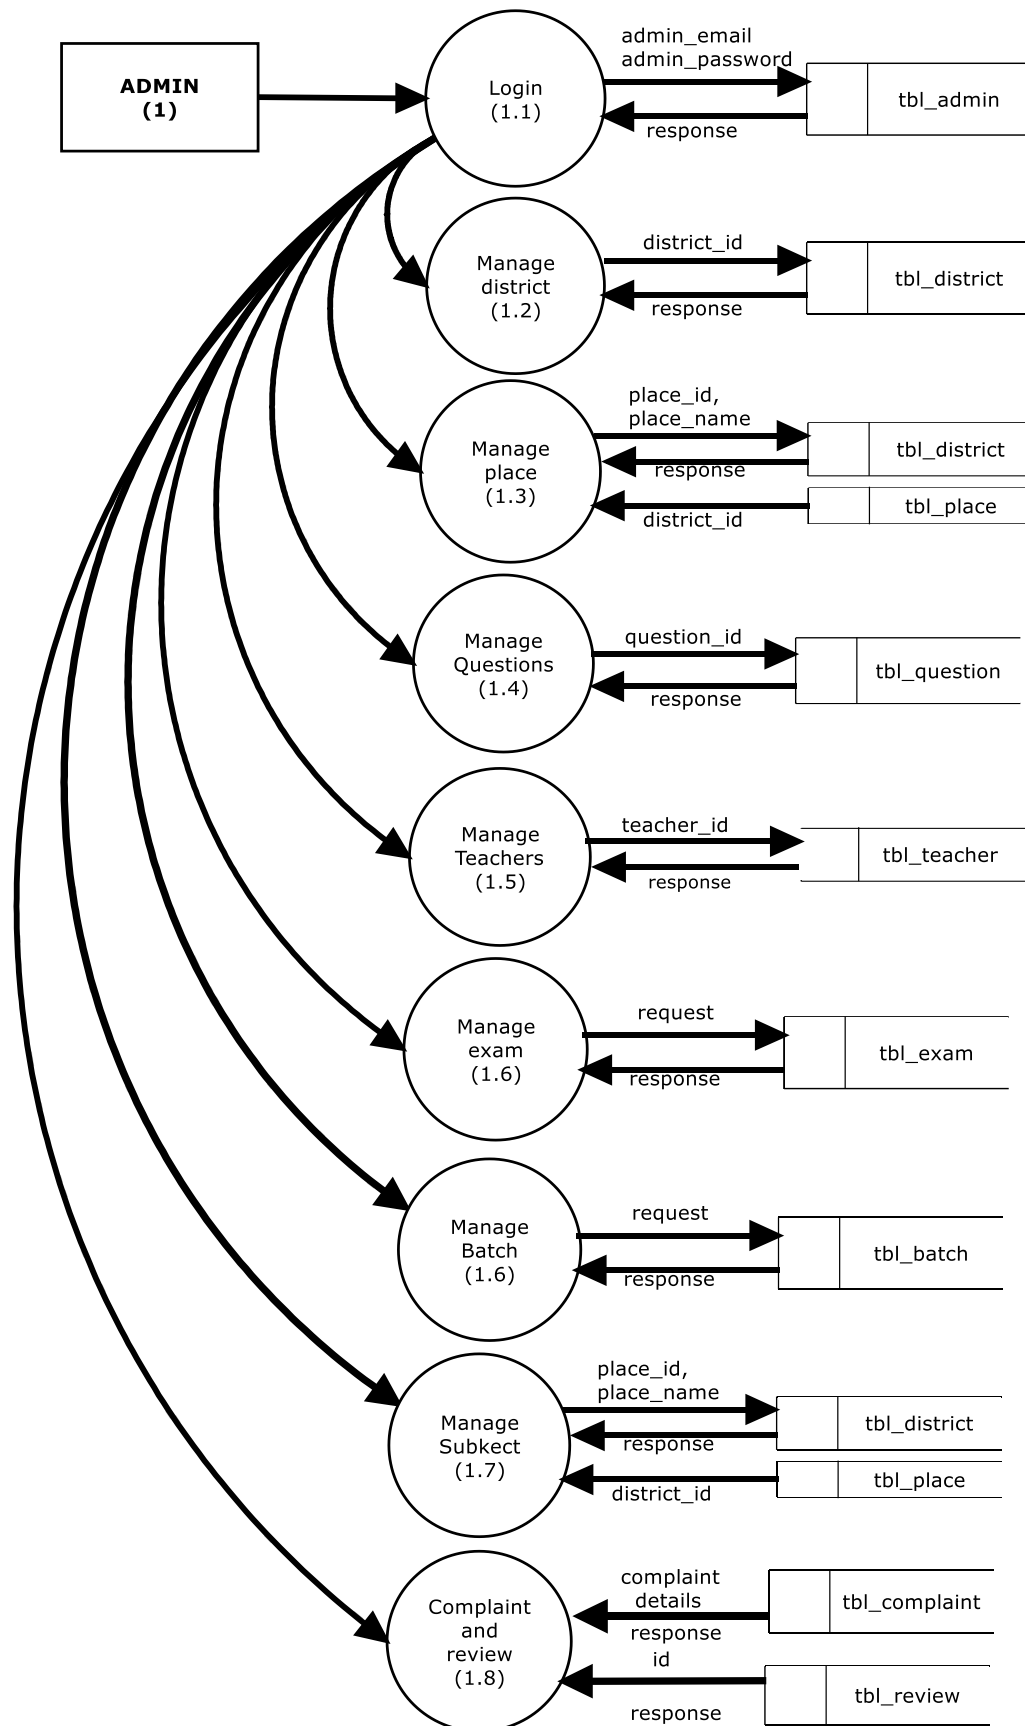 ADMIN
(1)
Login
(1.1)
admin_email
admin_password
response
tbl_admin
Manage
district
(1.2)
district_id
response
tbl_district
Manage
place
(1.3)
place_id,
place_name
response
district_id
tbl_district
tbl_place
Manage
Questions
(1.4)
question_id
response
tbl_question
Manage
Teachers
(1.5)
teacher_id
response
tbl_teacher
Manage
exam
(1.6)
request
response
tbl_exam
Manage
Batch
(1.6)
request
response
tbl_batch
Manage
Subkect
(1.7)
place_id,
place_name
response
district_id
tbl_district
tbl_place
Complaint
and
review
(1.8)
complaint
details
response
id
response
tbl_complaint
tbl_review